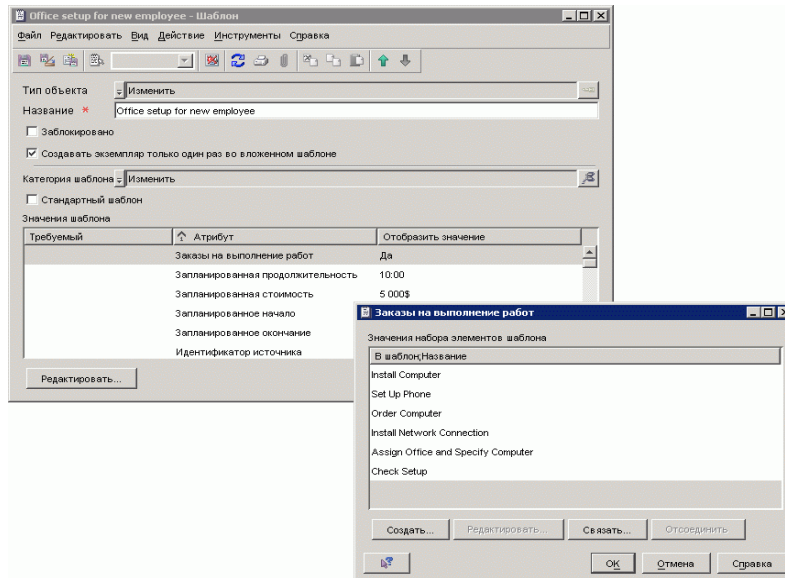 Office setup for new employee - Шаблон
Файл Редактировать Вид Действие Инструменты Справка
Тип объекта Изменить
Название * Office setup for new employee
Заблокировано
Создавать экземпляр только один раз во вложенном шаблоне
Категория шаблона Изменить
Стандартный шаблон
Значения шаблона
Требуемый Атрибут Отобразить значение
Заказы на выполнение работ Да
Запланированная продолжительность 10:00
Запланированная стоимость 5 000$
Запланированное начало
Запланированное окончание
Идентификатор источника
Редактировать...
Заказы на выполнение работ
Значения набора элементов шаблона
В шаблон;Название
Install Computer
Set Up Phone
Order Computer
Install Network Connection
Assign Office and Specify Computer
Check Setup
Создать... Редактировать... Связать... Отсоединить
OK Отмена Справка